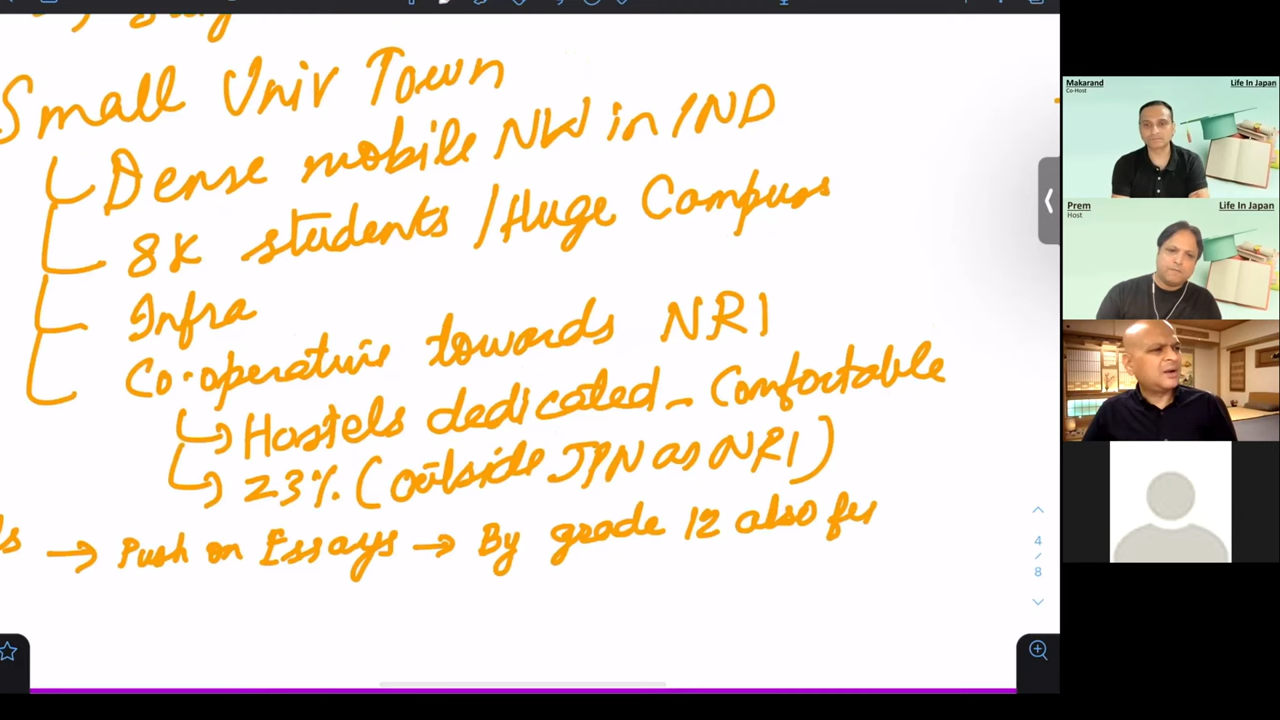 Small Univ Town
Dense mobile NW in IND
8K students / Huge Campus
Infra
Co-operative towards NRI
Hostels dedicated - Comfortable
23% (outside JPN as NRI)
→ Push on Essays → By grade 12 also
4
/
8
Makarand
Co-Host
Life In Japan
Prem
Host
Life In Japan